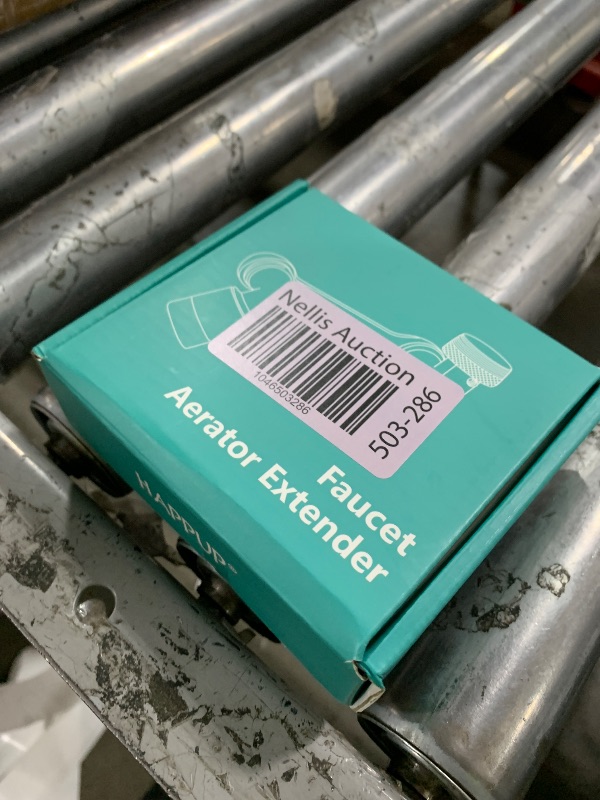 Nellis Auction
1046503286
503-286
Faucet
Aerator Extender
HAPPUP®